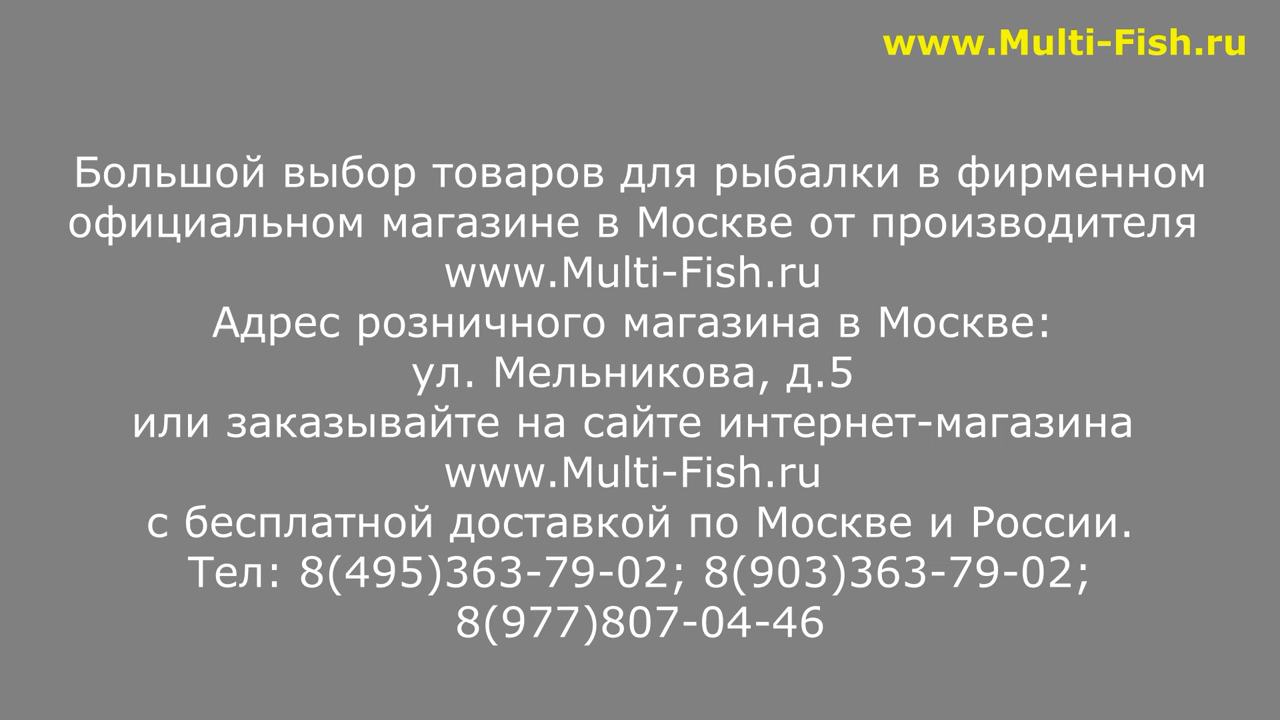 www.Multi-Fish.ru
Большой выбор товаров для рыбалки в фирменном
официальном магазине в Москве от производителя
www.Multi-Fish.ru
Адрес розничного магазина в Москве:
ул. Мельникова, д.5
или заказывайте на сайте интернет-магазина
www.Multi-Fish.ru
с бесплатной доставкой по Москве и России.
Тел: 8(495)363-79-02; 8(903)363-79-02;
8(977)807-04-46